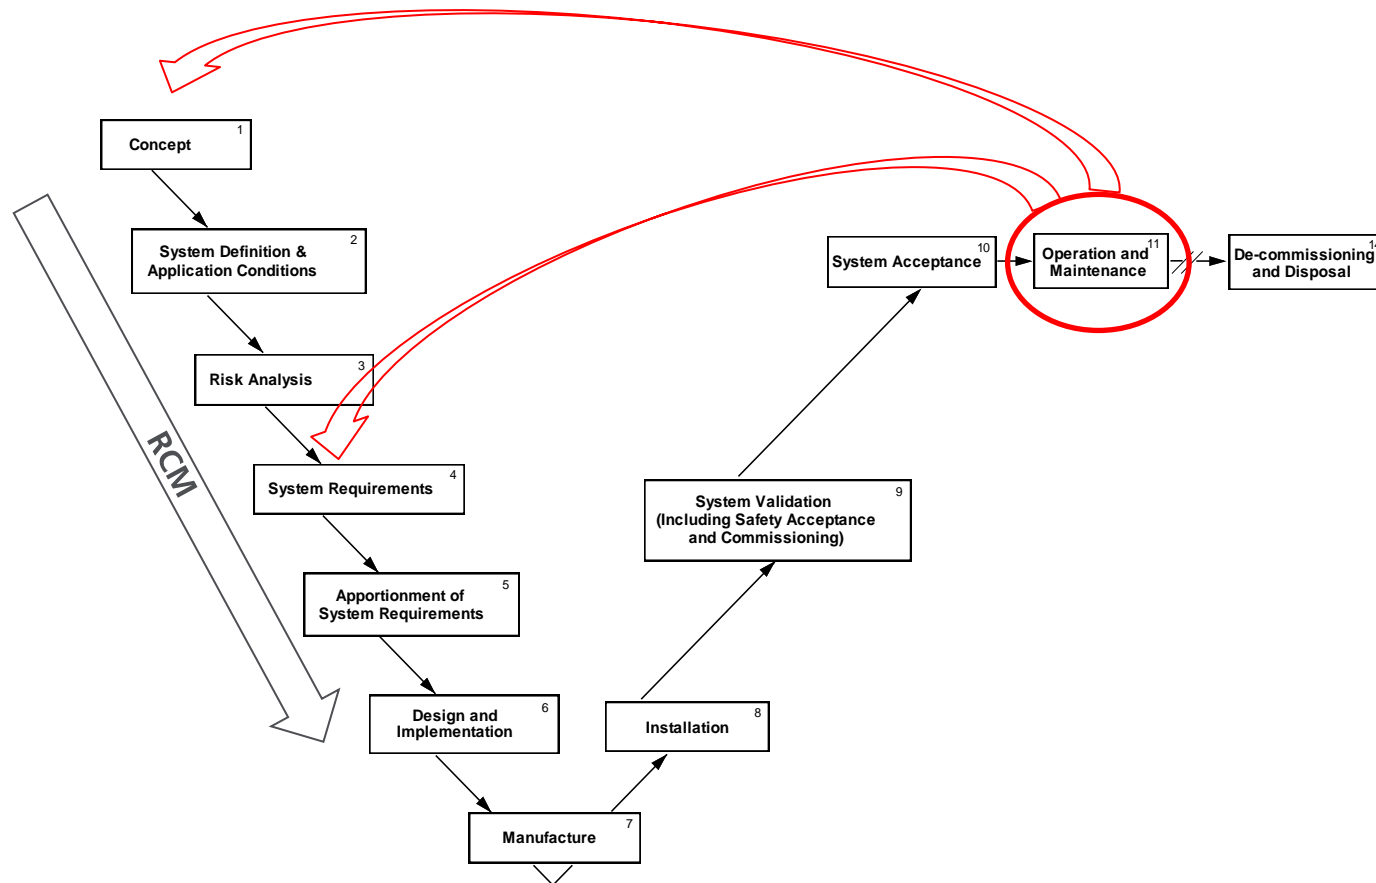 1
Concept
2
System Definition &
Application Conditions
10
System Acceptance
11
Operation and
Maintenance
14
De-commissioning
and Disposal
3
Risk Analysis
RCM
4
System Requirements
9
System Validation
(Including Safety Acceptance
and Commissioning)
5
Apportionment of
System Requirements
6
Design and
Implementation
8
Installation
7
Manufacture